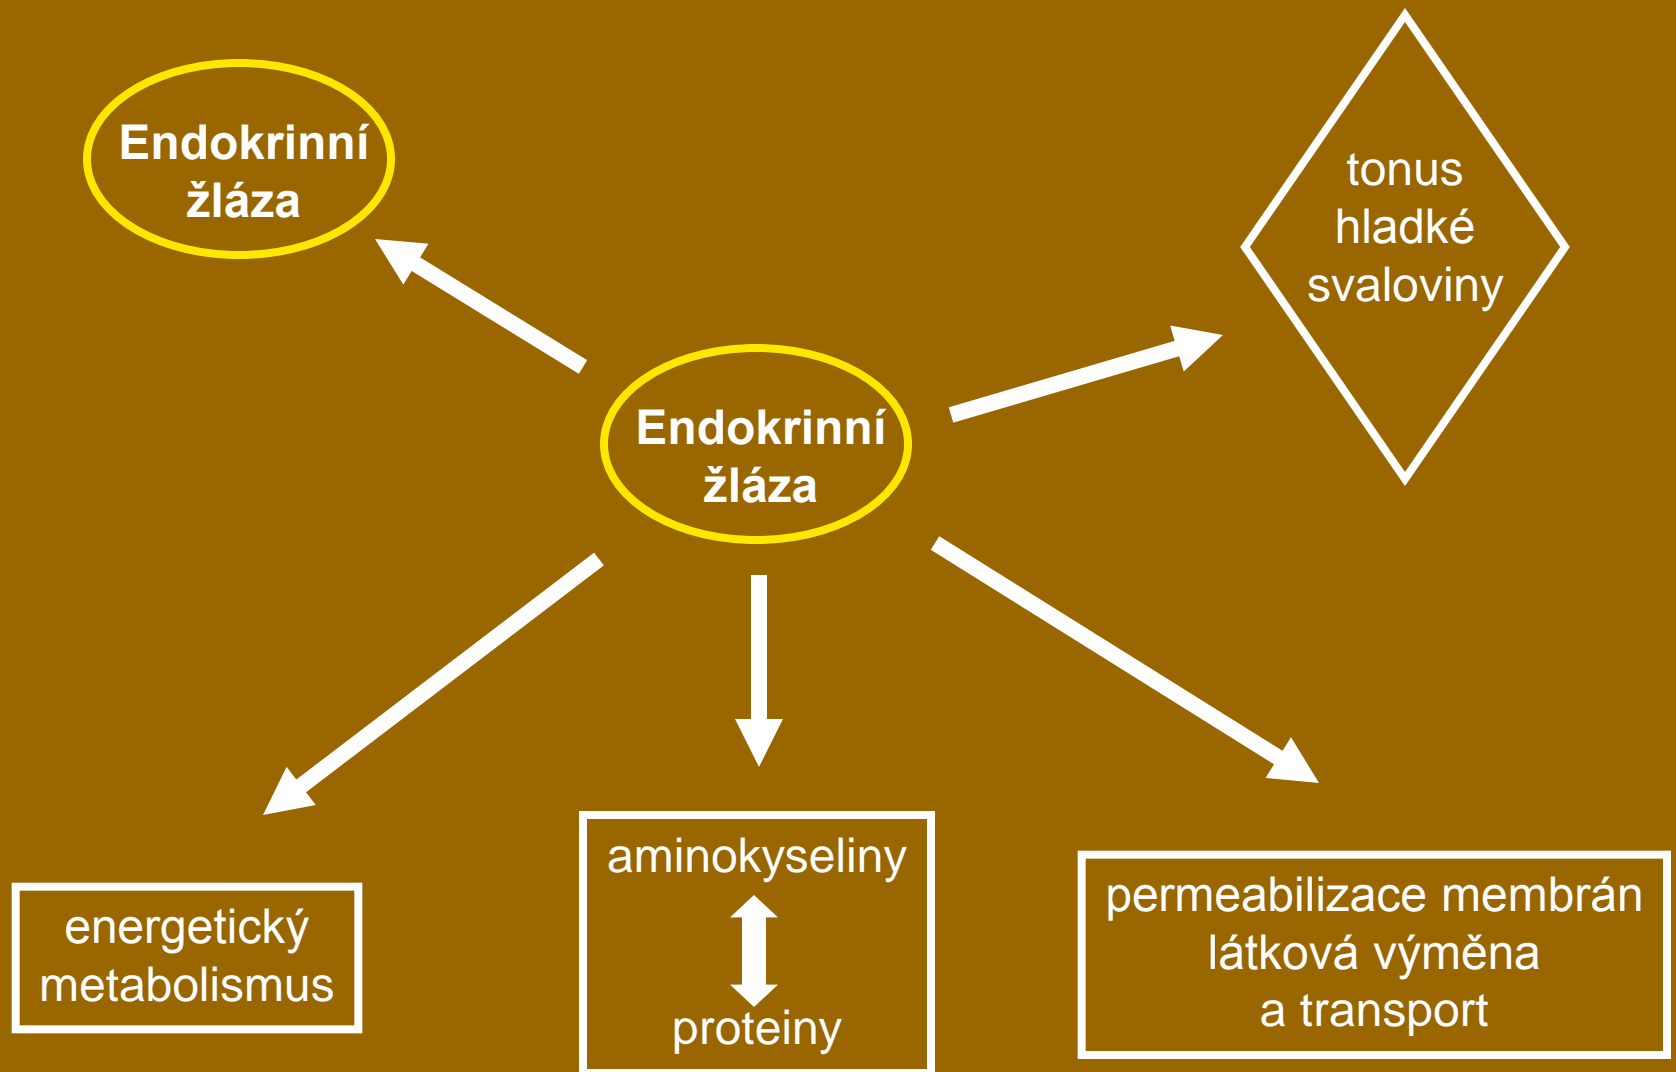 Endokrinní
žláza
tonus
hladké
svaloviny
Endokrinní
žláza
energetický
metabolismus
aminokyseliny
proteiny
permeabilizace membrán
látková výměna
a transport